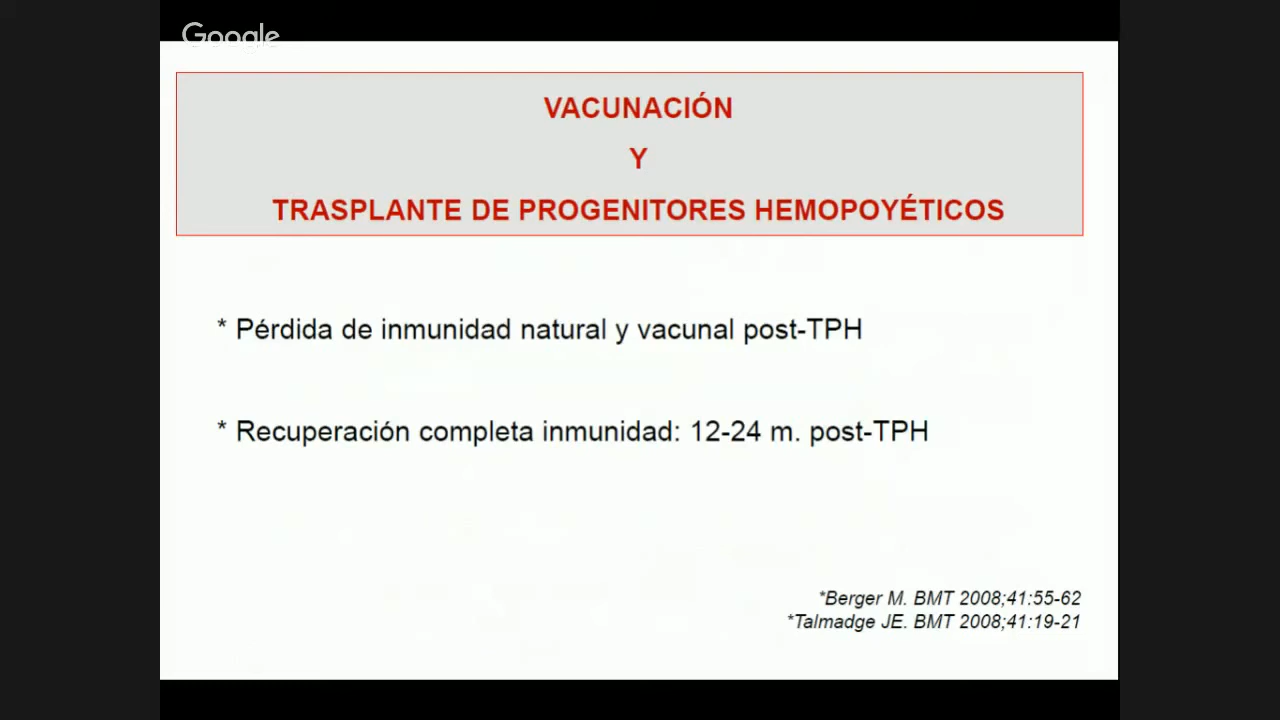 Google
VACUNACIÓN
Y
TRASPLANTE DE PROGENITORES HEMOPOYÉTICOS
* Pérdida de inmunidad natural y vacunal post-TPH
* Recuperación completa inmunidad: 12-24 m. post-TPH
*Berger M. BMT 2008;41:55-62
*Talmadge JE. BMT 2008;41:19-21